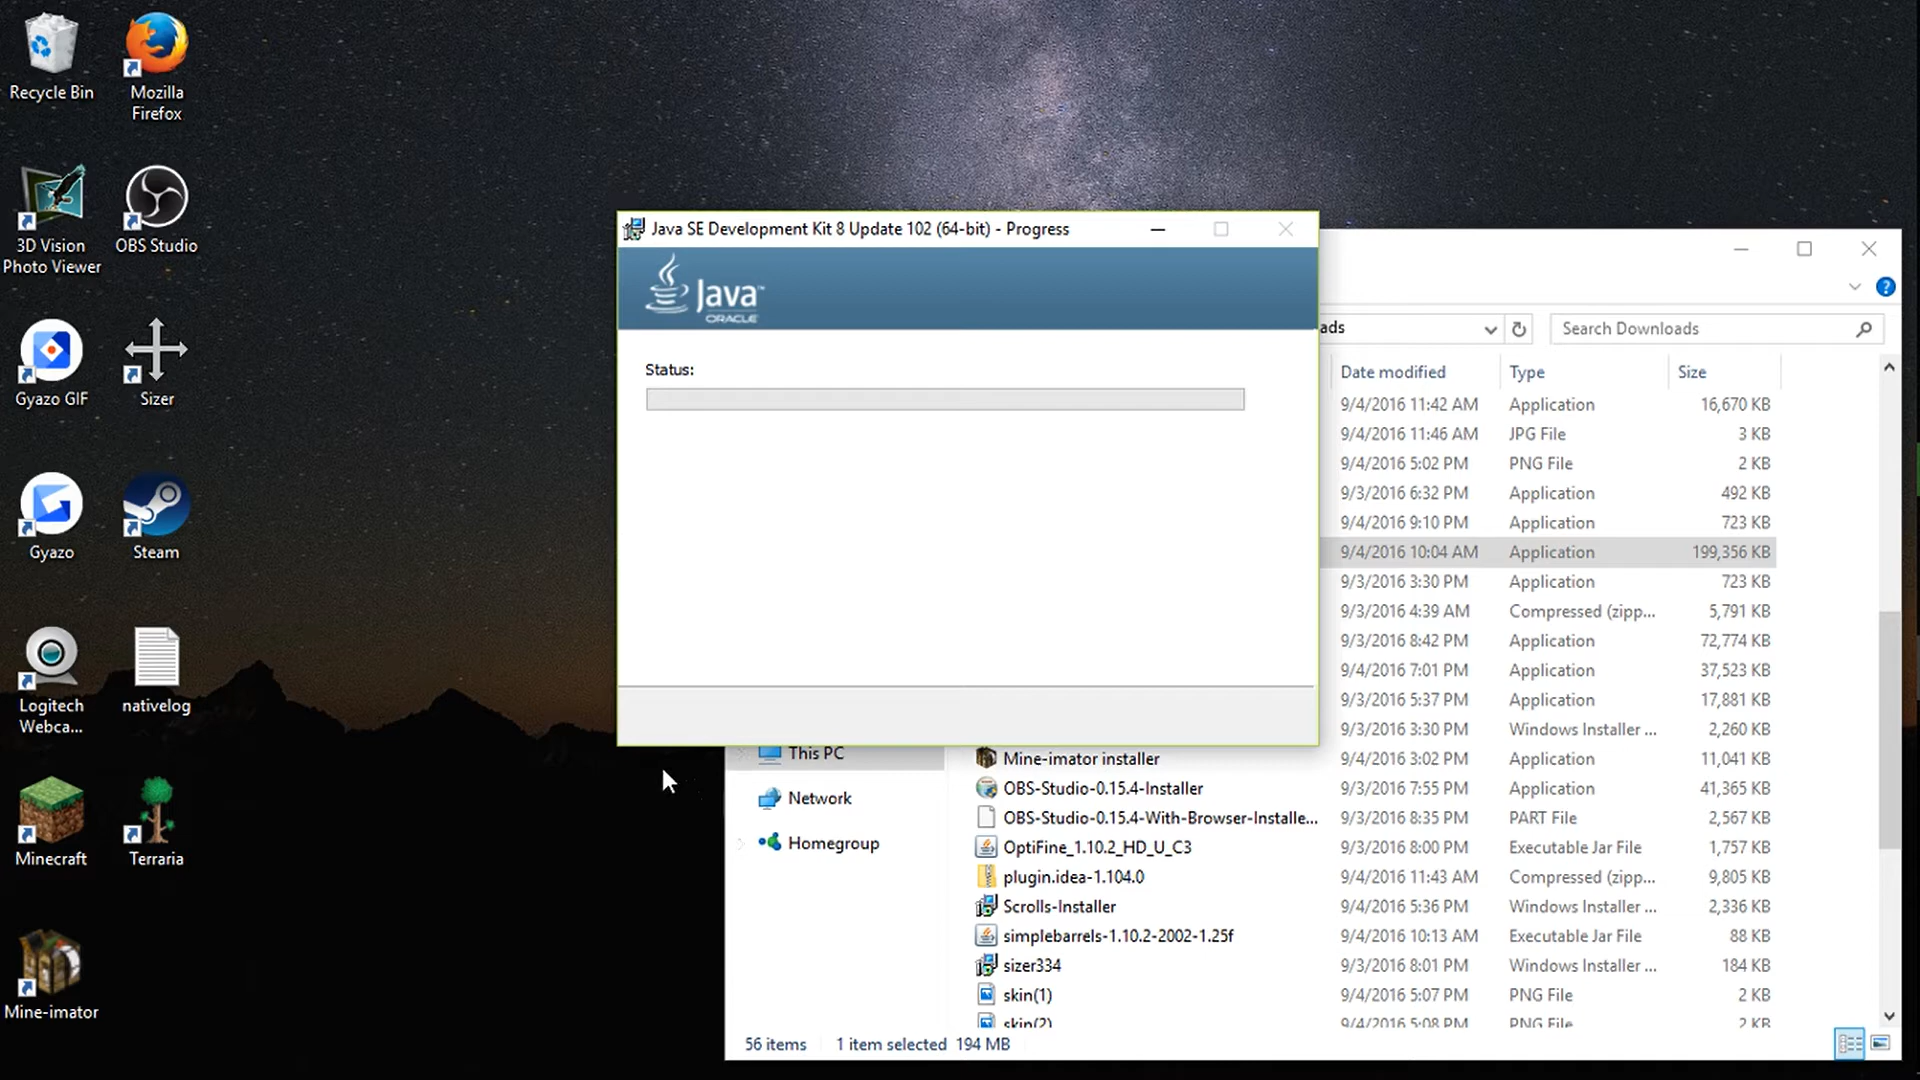 Recycle Bin
Mozilla
Firefox
3D Vision
Photo Viewer
OBS Studio
Gyazo GIF
Sizer
Gyazo
Steam
Logitech
Webca...
nativelog
Minecraft
Terraria
Mine-imator
Java SE Development Kit 8 Update 102 (64-bit) - Progress
Java™
ORACLE
Status:
ads
Search Downloads
Date modified Type Size
9/4/2016 11:42 AM Application 16,670 KB
9/4/2016 11:46 AM JPG File 3 KB
9/4/2016 5:02 PM PNG File 2 KB
9/3/2016 6:32 PM Application 492 KB
9/4/2016 9:10 PM Application 723 KB
9/4/2016 10:04 AM Application 199,356 KB
9/3/2016 3:30 PM Application 723 KB
9/3/2016 4:39 AM Compressed (zipp... 5,791 KB
9/3/2016 8:42 PM Application 72,774 KB
9/4/2016 7:01 PM Application 37,523 KB
9/3/2016 5:37 PM Application 17,881 KB
9/3/2016 3:30 PM Windows Installer ... 2,260 KB
This PC
Network
Homegroup
Mine-imator installer 9/4/2016 3:02 PM Application 11,041 KB
OBS-Studio-0.15.4-Installer 9/3/2016 7:55 PM Application 41,365 KB
OBS-Studio-0.15.4-With-Browser-Installe... 9/3/2016 8:35 PM PART File 2,567 KB
OptiFine_1.10.2_HD_U_C3 9/3/2016 8:00 PM Executable Jar File 1,757 KB
plugin.idea-1.104.0 9/4/2016 11:43 AM Compressed (zipp... 9,805 KB
Scrolls-Installer 9/4/2016 5:36 PM Windows Installer ... 2,336 KB
simplebarrels-1.10.2-2002-1.25f 9/4/2016 10:13 AM Executable Jar File 88 KB
sizer334 9/3/2016 8:01 PM Windows Installer ... 184 KB
skin(1) 9/4/2016 5:07 PM PNG File 2 KB
skin(2) 9/4/2016 5:08 PM PNG File 2 KB
56 items 1 item selected 194 MB